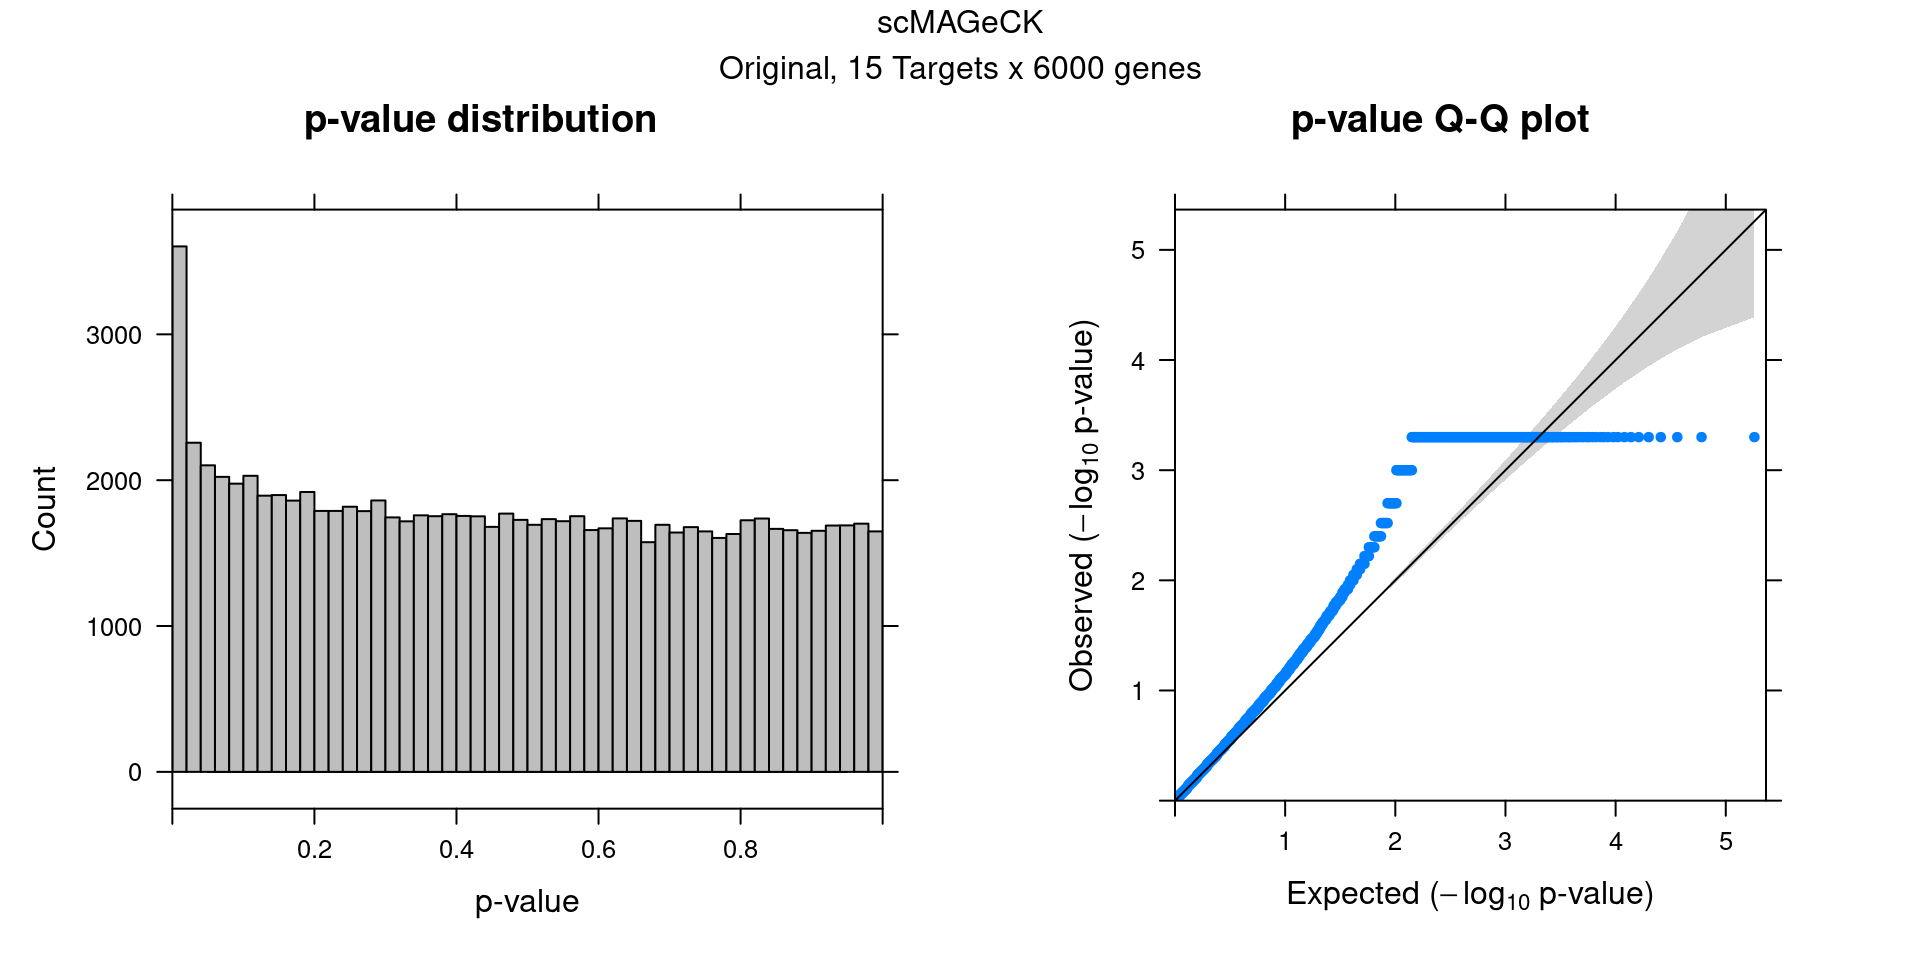 scMAGeCK
Original, 15 Targets x 6000 genes
p-value distribution
3000
2000
1000
0
Count
0.2 0.4 0.6 0.8
p-value
p-value Q-Q plot
5
4
3
2
1
Observed (−log10 p-value)
1 2 3 4 5
Expected (−log10 p-value)